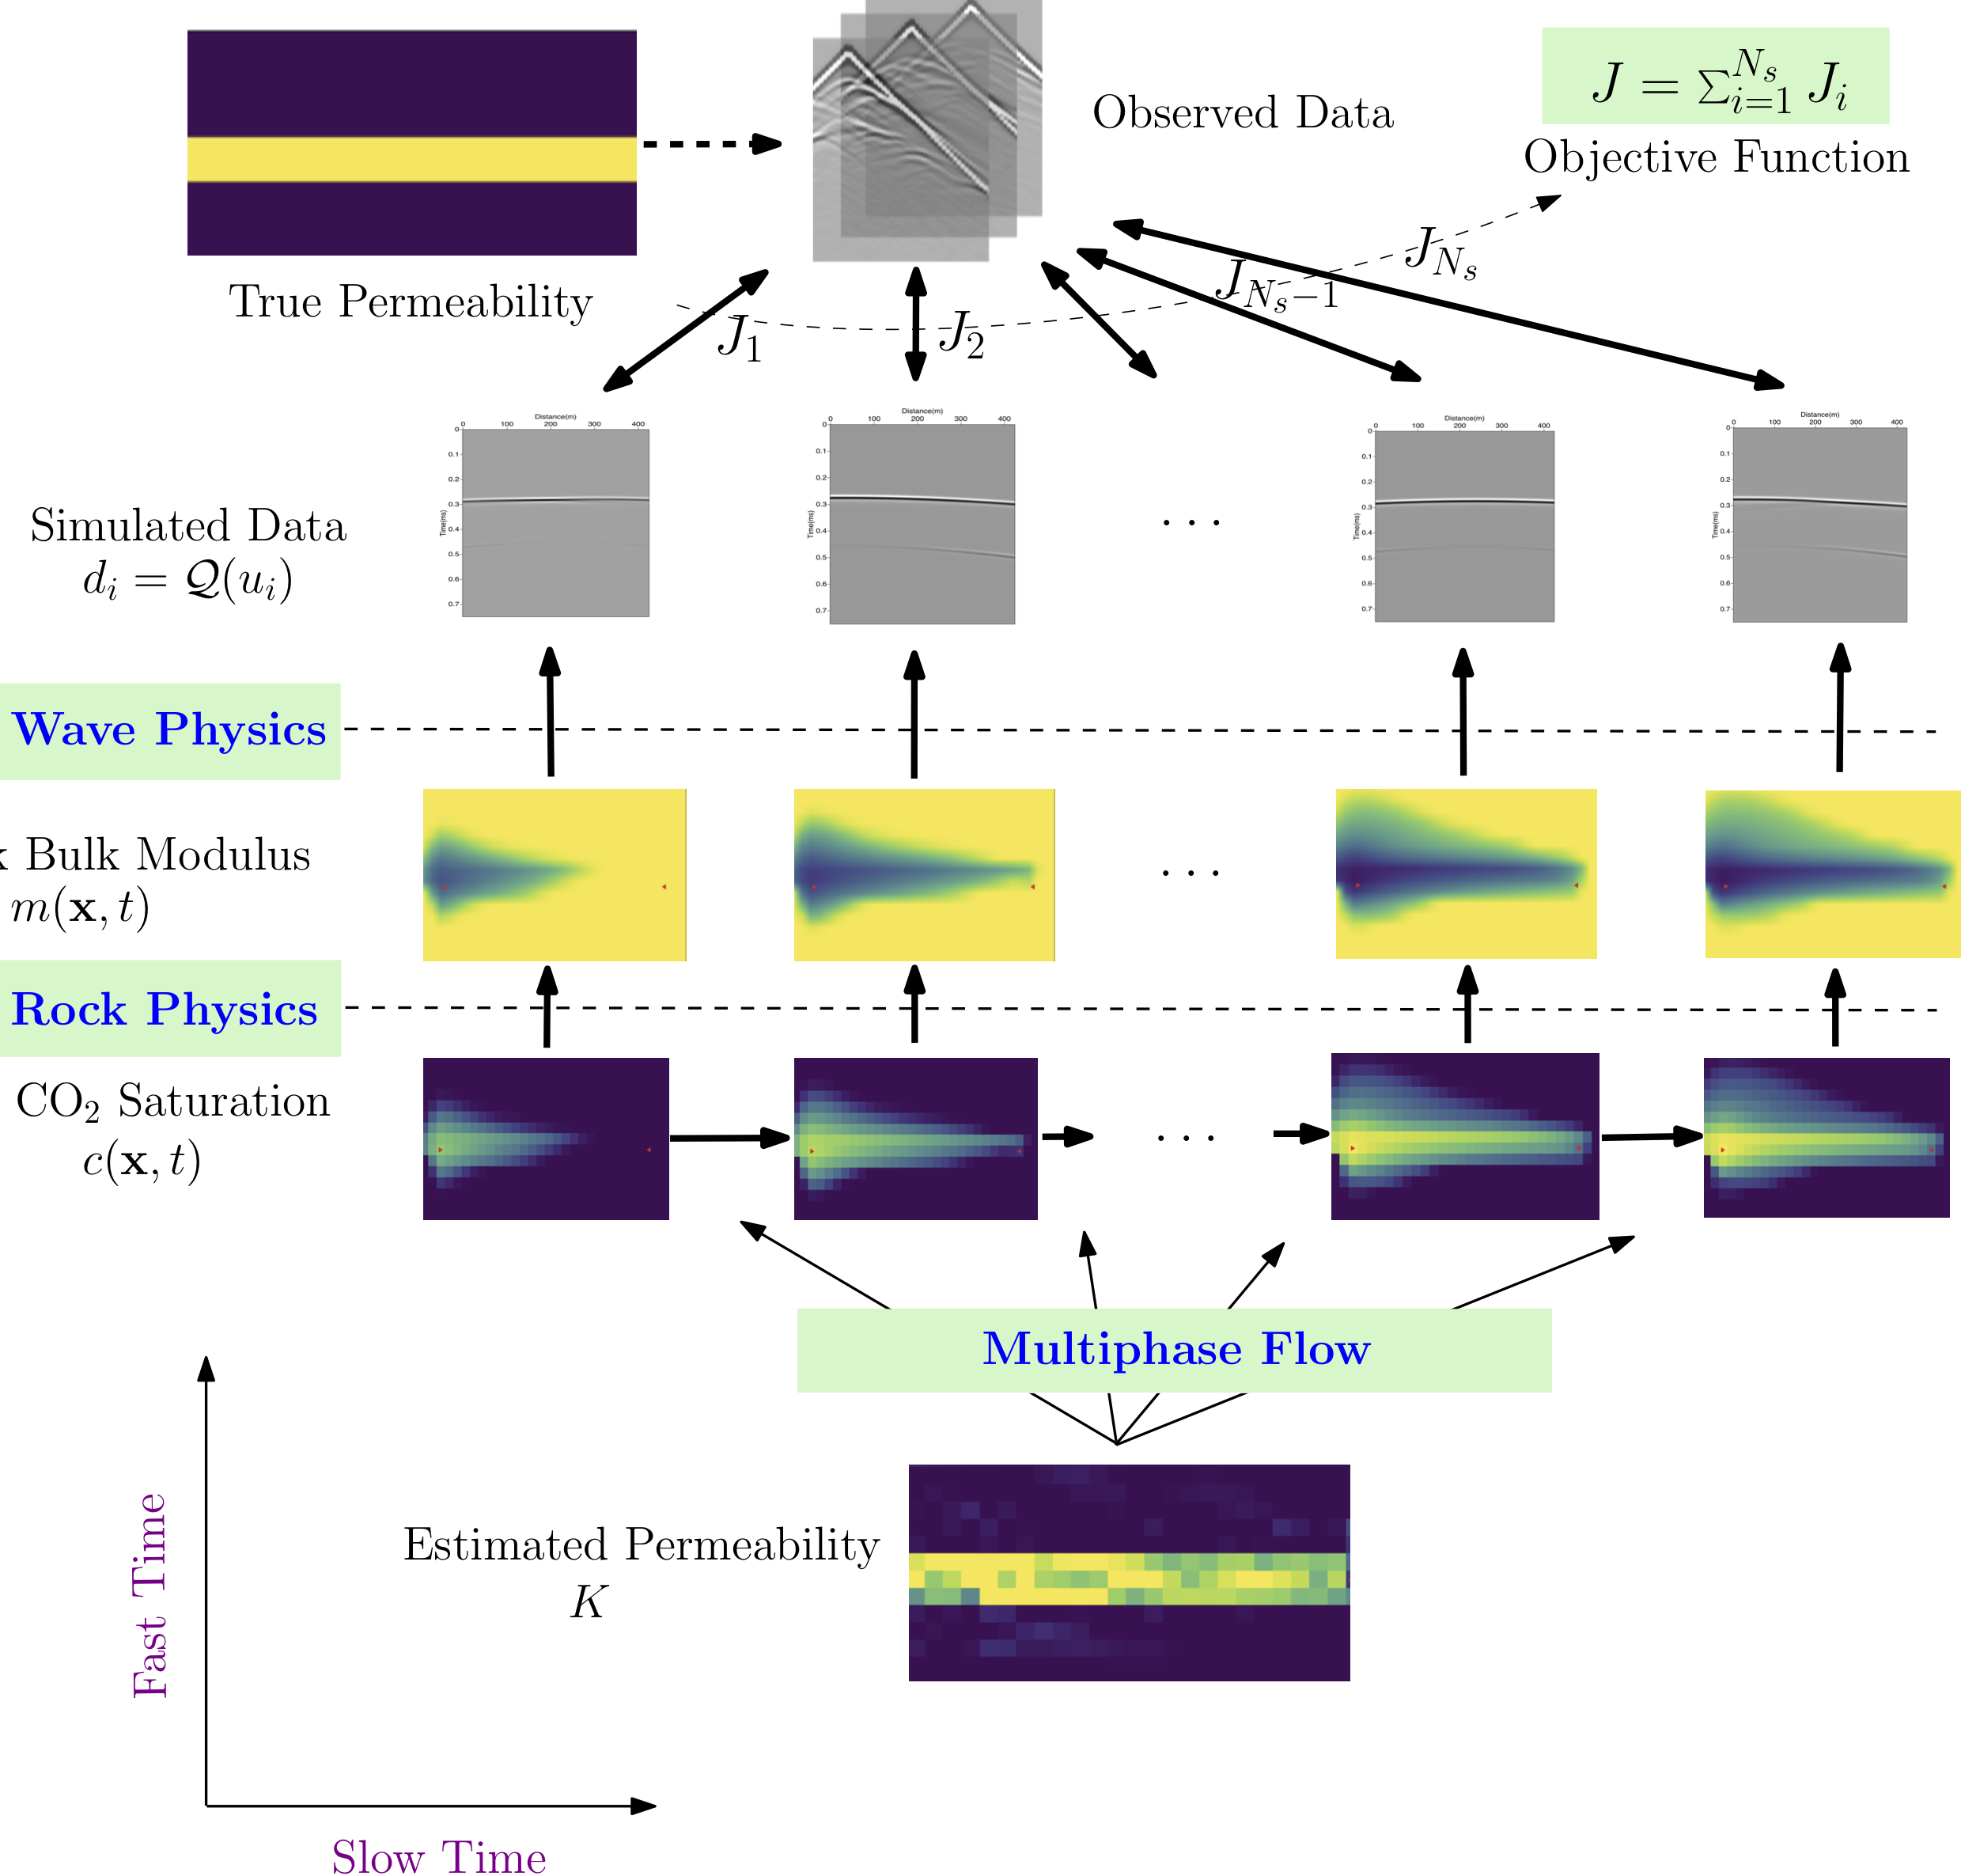 Observed Data
J = ∑_{i=1}^{N_s} J_i
Objective Function
True Permeability
J_1
J_2
J_{N_s−1}
J_{N_s}
Distance(m)
0 100 200 300 400
Time(ms)
0
0.1
0.2
0.3
0.4
0.5
0.6
0.7
Distance(m)
0 100 200 300 400
Time(ms)
0
0.1
0.2
0.3
0.4
0.5
0.6
0.7
. . .
Distance(m)
0 100 200 300 400
Time(ms)
0
0.1
0.2
0.3
0.4
0.5
0.6
0.7
Distance(m)
0 100 200 300 400
Time(ms)
0
0.1
0.2
0.3
0.4
0.5
0.6
0.7
Simulated Data
d_i = 𝒬(u_i)
Wave Physics
k Bulk Modulus
m(𝐱, t)
. . .
Rock Physics
CO₂ Saturation
c(𝐱, t)
. . .
Multiphase Flow
Estimated Permeability
K
Fast Time
Slow Time